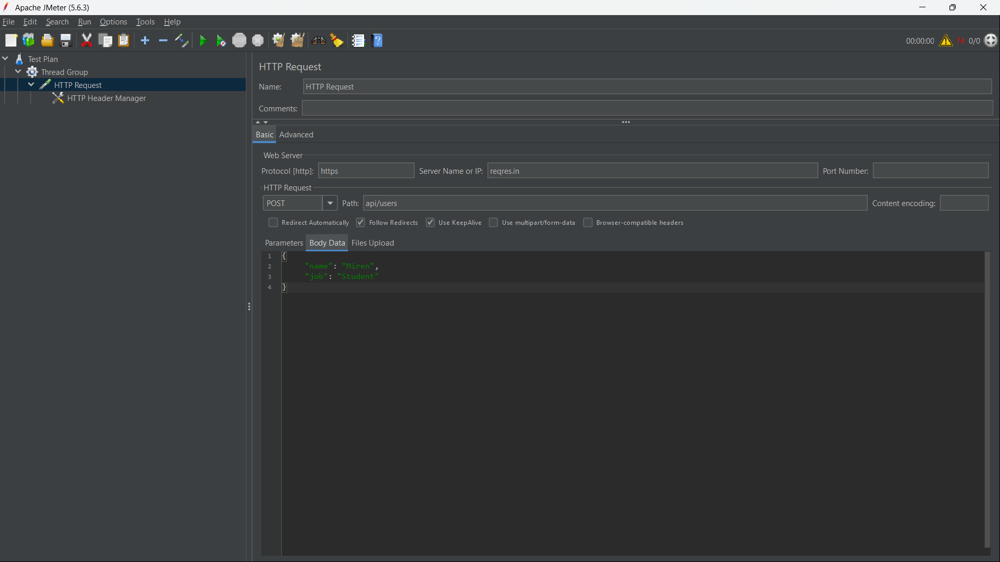 Apache JMeter (5.6.3)
File Edit Search Run Options Tools Help
STOP
00:00:00 74 0/0
Test Plan
Thread Group
HTTP Request
HTTP Header Manager
HTTP Request
Name: HTTP Request
Comments:
Basic Advanced
Web Server
Protocol [http]: https Server Name or IP: reqres.in Port Number:
HTTP Request
POST Path: api/users Content encoding:
Redirect Automatically Follow Redirects Use KeepAlive Use multipart/form-data Browser-compatible headers
Parameters Body Data Files Upload
1 {
2 "name": "Miren",
3 "job": "Student"
4 }